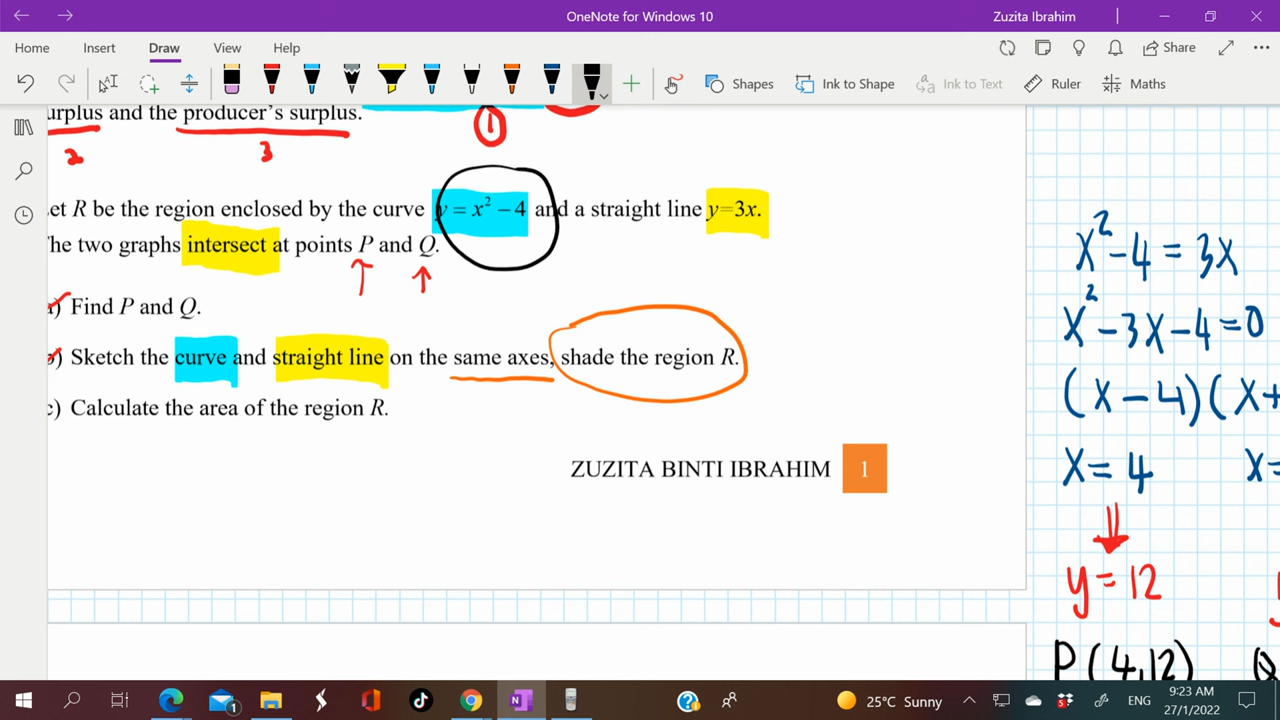 OneNote for Windows 10
Zuzita Ibrahim
Home Insert Draw View Help
Share
Shapes
Ink to Shape
Ink to Text
Ruler
Maths
urplus and the producer's surplus.
1
2
3
et R be the region enclosed by the curve y = x² − 4 and a straight line y=3x.
he two graphs intersect at points P and Q.
a) Find P and Q.
b) Sketch the curve and straight line on the same axes, shade the region R.
c) Calculate the area of the region R.
ZUZITA BINTI IBRAHIM 1
x² − 4 = 3x
x² − 3x − 4 = 0
(x − 4)(x +
x = 4 x =
y = 12
P(4,12) Q
1
25°C Sunny
ENG
9:23 AM
27/1/2022